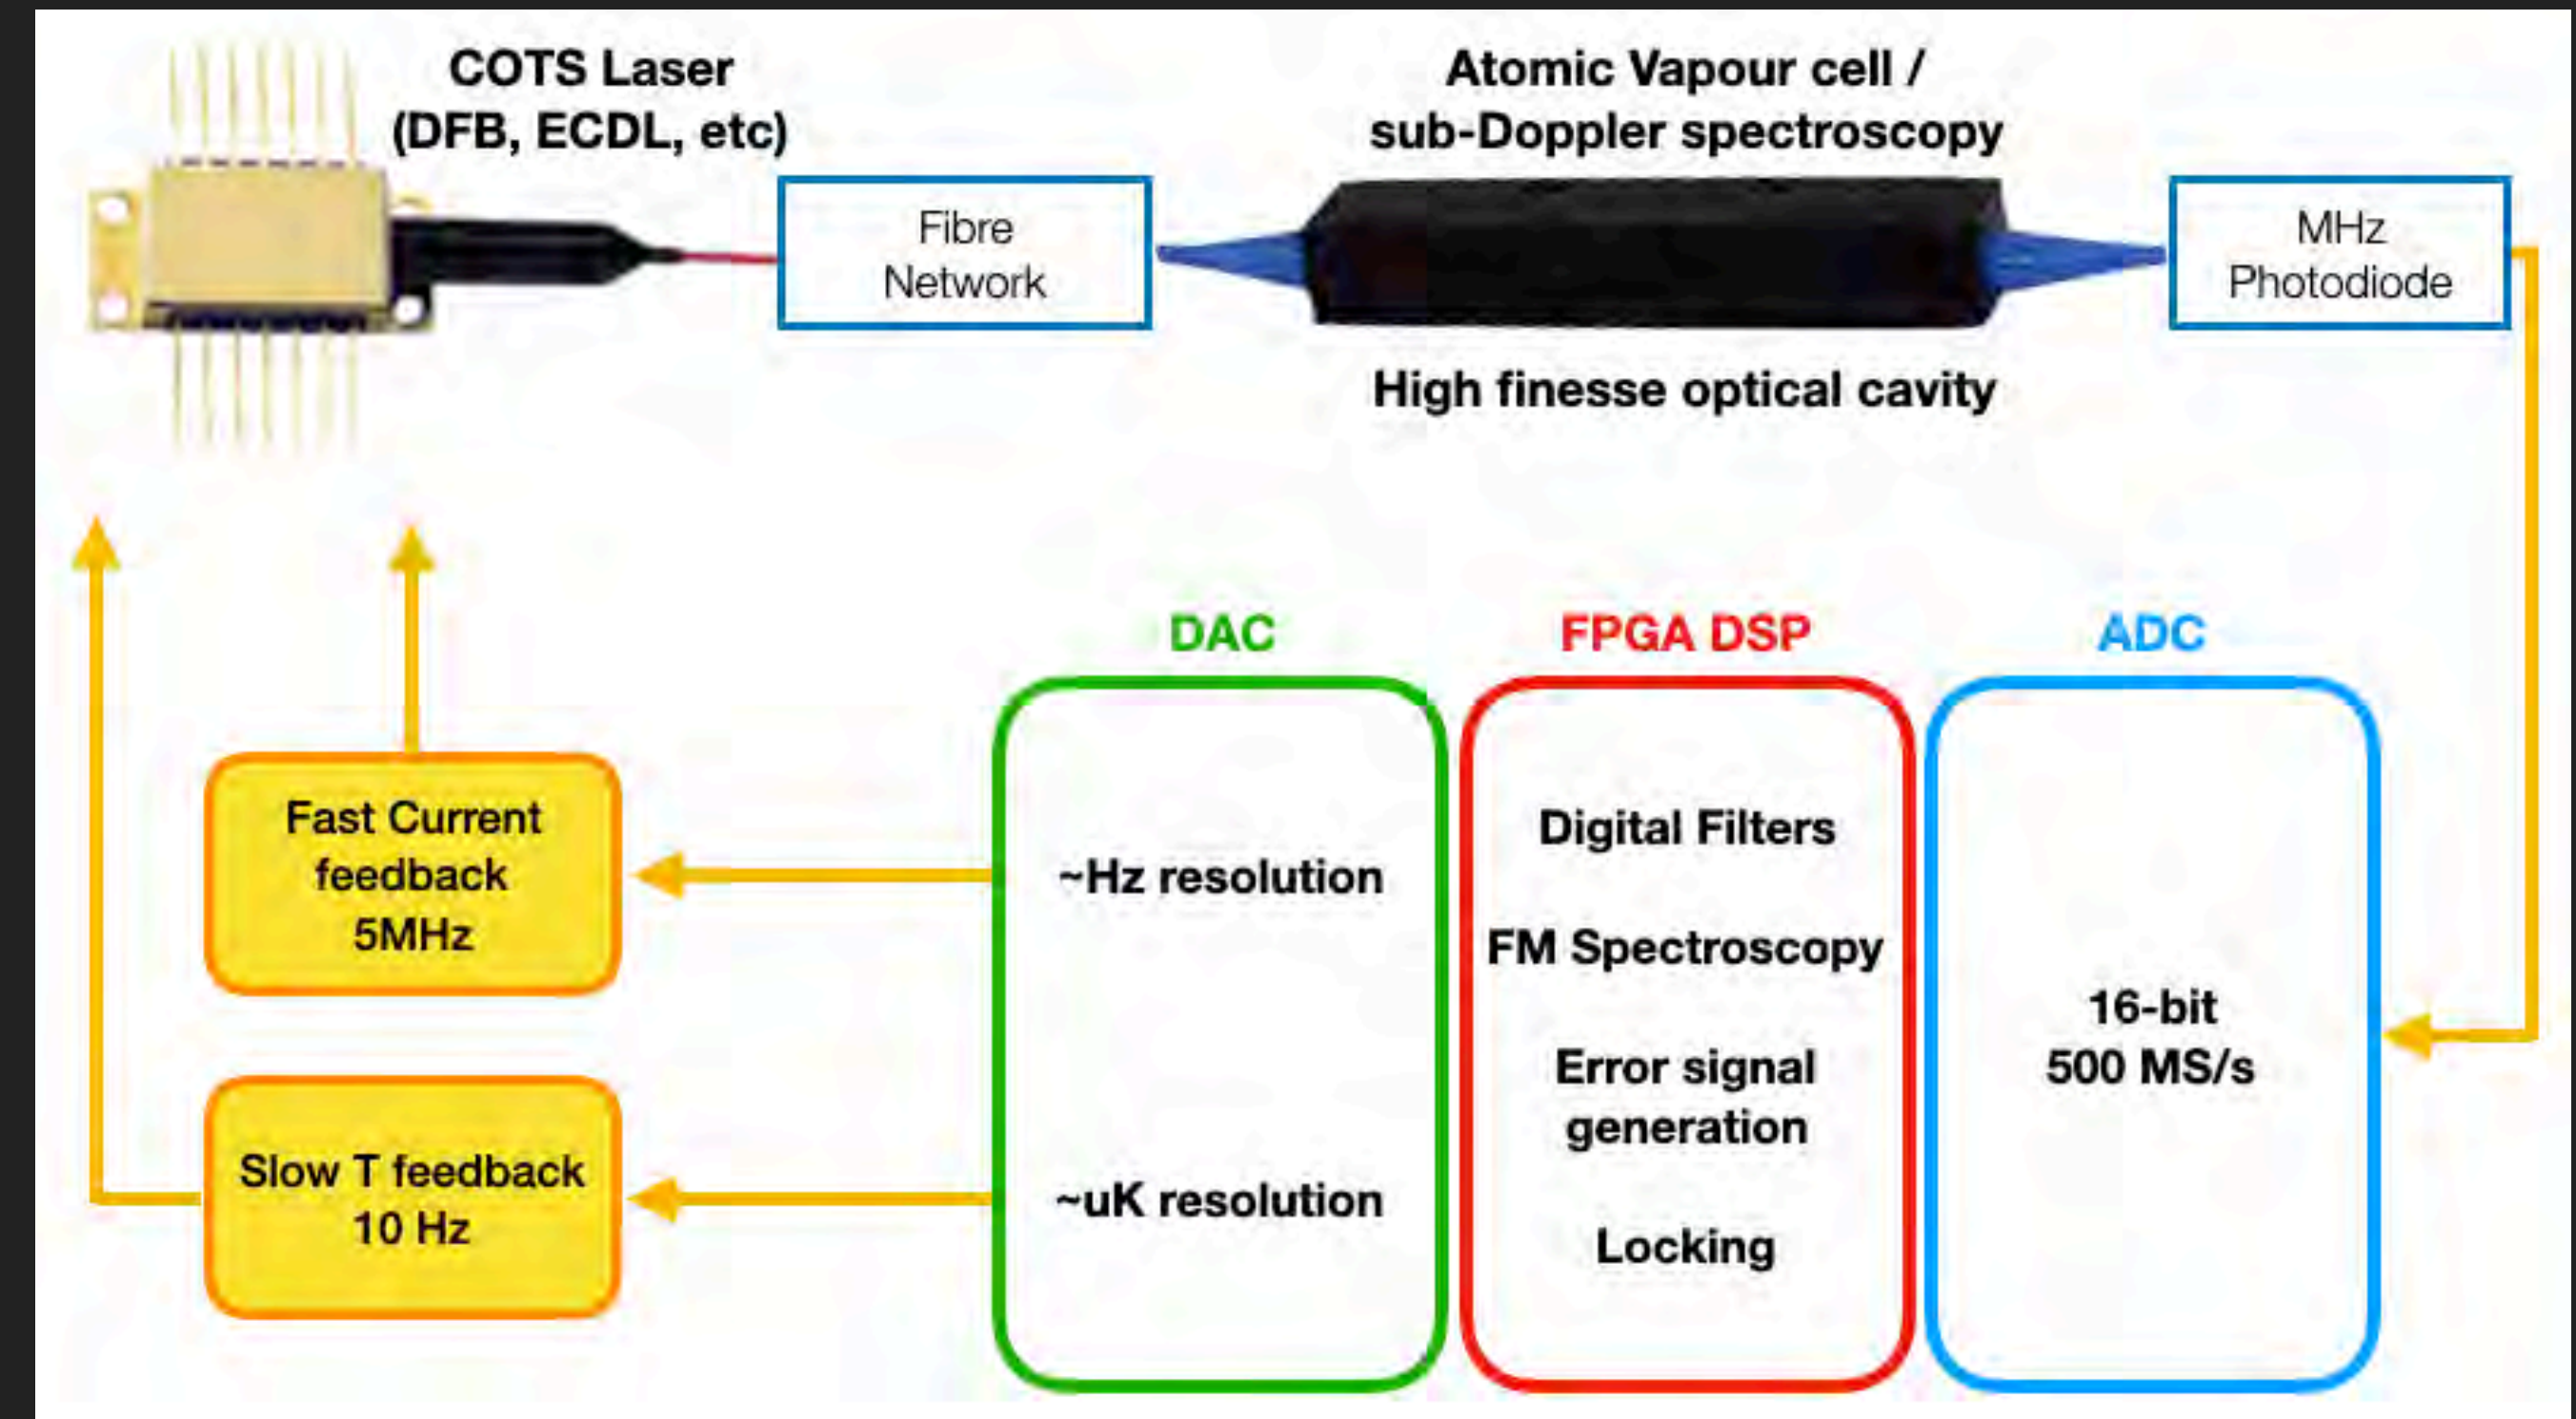 COTS Laser
(DFB, ECDL, etc)
Atomic Vapour cell /
sub-Doppler spectroscopy
Fibre
Network
MHz
Photodiode
High finesse optical cavity
DAC
FPGA DSP
ADC
Fast Current
feedback
5MHz
~Hz resolution
Digital Filters
FM Spectroscopy
Error signal
generation
Locking
16-bit
500 MS/s
Slow T feedback
10 Hz
~uK resolution